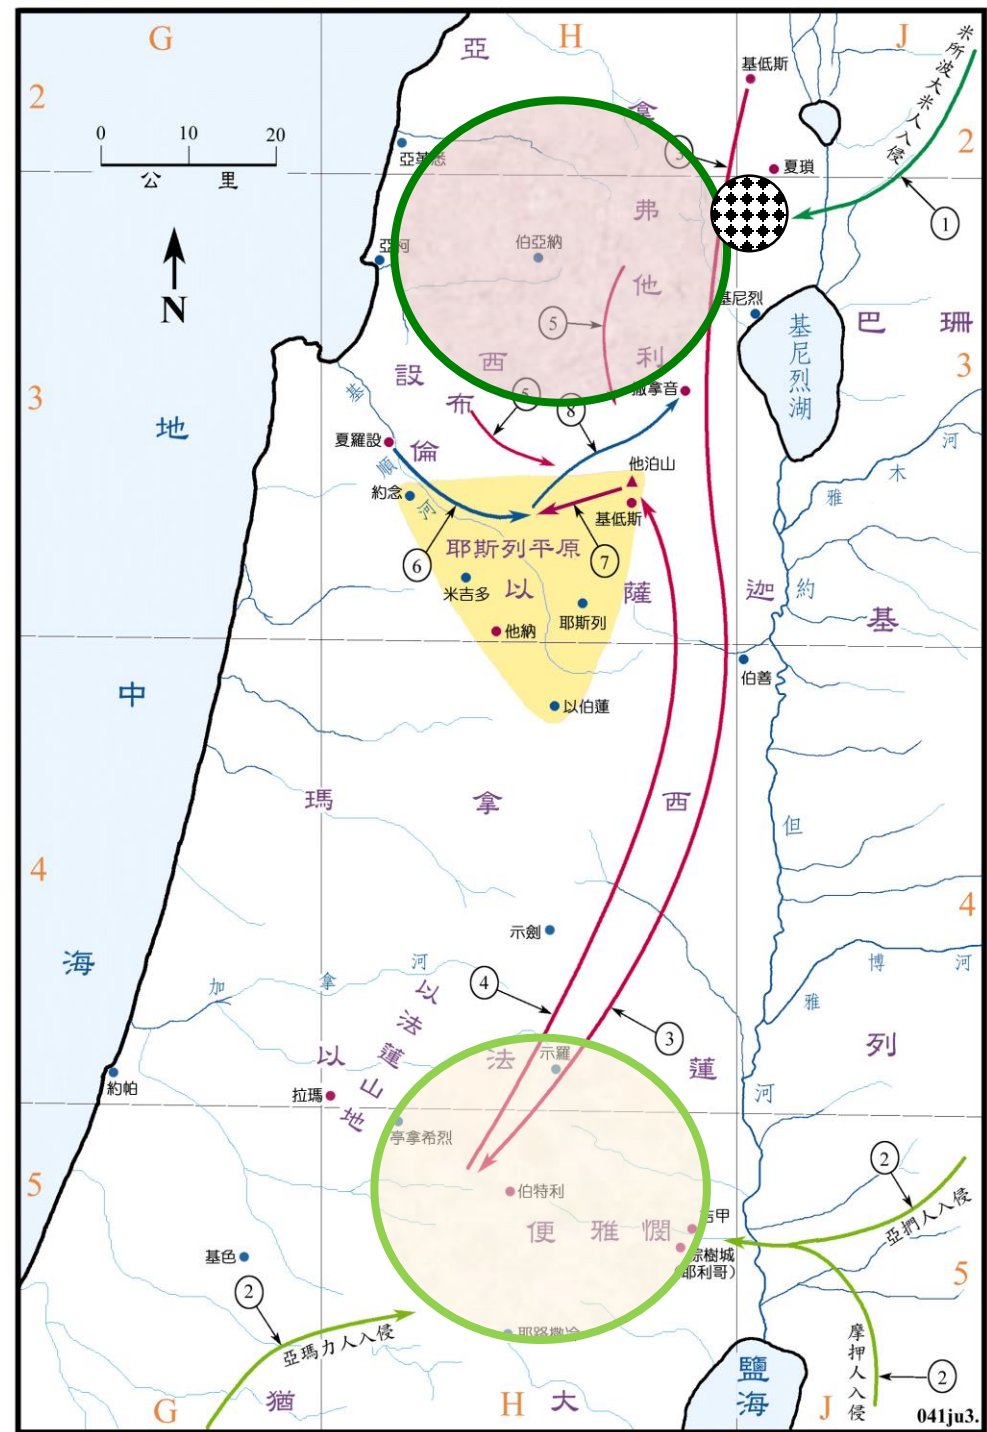 G
H
J
亞
基低斯
米所波大米人入侵
2
0 10 20
公 里
亞革悉
拿
3
夏瑣
2
1
弗
N
亞柯
伯亞納
他
基尼烈
基尼烈湖
巴 珊
5
設
西
利
撒拿音
3
3
基
布
5
8
地
夏羅設
倫
順
他泊山
河
木
雅
約念
河
基低斯
6
耶斯列平原
7
米吉多
以
薩
迦
約
耶斯列
基
他納
伯善
中
以伯蓮
瑪 拿 西
但
4
4
示劍
海
加 拿 河
4
以法蓮山地
博 河
雅
3
以
法
示羅
蓮
列
約帕
拉瑪
河
亭拿希烈
5
2
亞捫人入侵
伯特利
吉甲
便 雅 憫
棕樹城
(耶利哥)
基色
5
2
亞瑪力人入侵
耶路撒冷
摩押人入侵
2
鹽海
G
猶
H
大
J
041ju3.